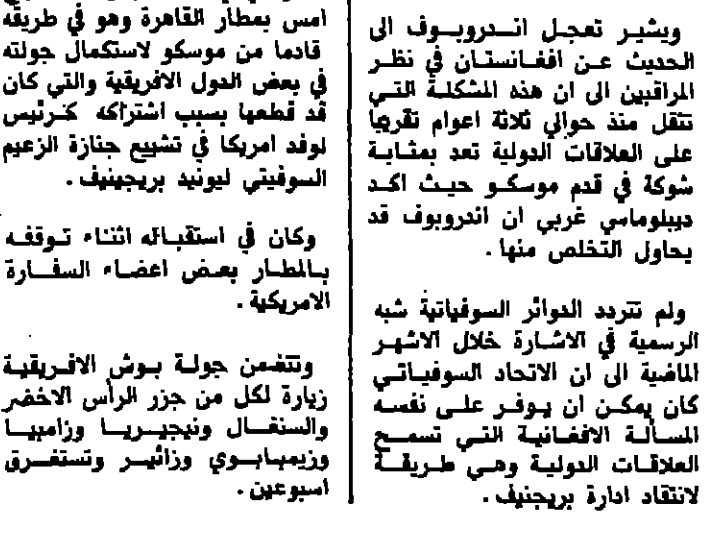 ويشير تعجل اندروبوف الى
الحديث عن افغانستان في نظر
المراقبين الى ان هذه المشكلة التي
تثقل منذ حوالي ثلاثة اعوام تقريبا
على العلاقات الدولية تعد بمثابة
شوكة في قدم موسكو حيث اكد
ديبلوماسي غربي ان اندروبوف قد
يحاول التخلص منها .
ولم تتردد الدوائر السوفياتية شبه
الرسمية في الاشارة خلال الاشهر
الماضية الى ان الاتحاد السوفياتي
كان يمكن ان يوفر على نفسه
المسألة الافغانية التي تسمح
العلاقات الدولية وهي طريقة
لانتقاد ادارة بريجنيف .
امس بمطار القاهرة وهو في طريقه
قادما من موسكو لاستكمال جولته
في بعض الدول الافريقية والتي كان
قد قطعها بسبب اشتراكه كرئيس
لوفد امريكا في تشييع جنازة الزعيم
السوفيتي ليونيد بريجينيف .
وكان في استقباله اثناء توقفه
بالمطار بعض اعضاء السفارة
الامريكية .
وتتضمن جولة بوش الافريقية
زيارة لكل من جزر الرأس الاخضر
والسنغال ونيجيريا وزامبيا
وزيمبابوي وزائير وتستغرق
اسبوعين .